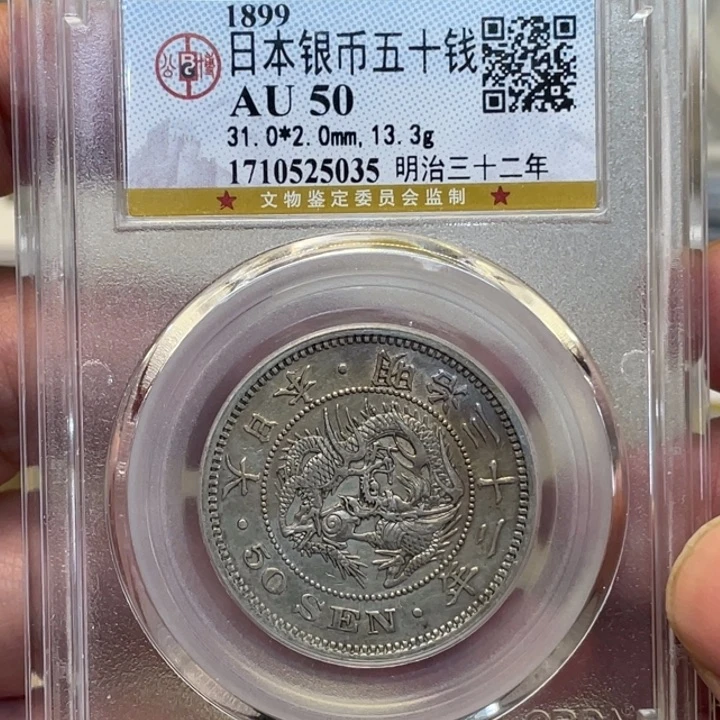 1899
日本银币五十钱
AU 50
31.0*2.0mm,13.3g
1710525035 明治三十二年
文物鉴定委员会监制
大日本・明治三十二年・
50 SEN